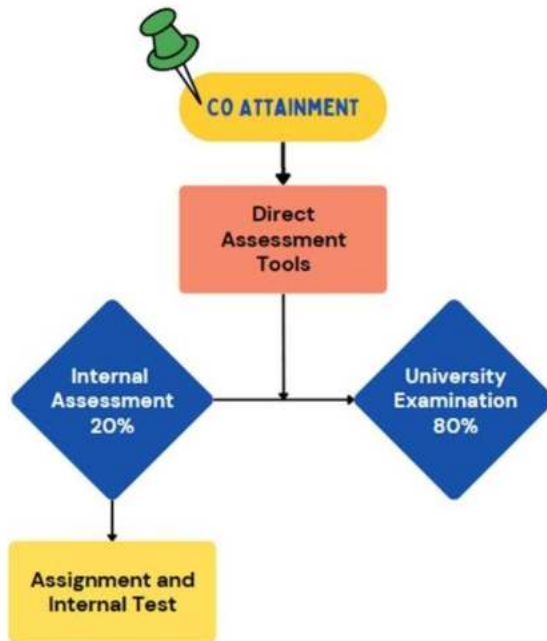 CO ATTAINMENT
Direct
Assessment
Tools
Internal
Assessment
20%
University
Examination
80%
Assignment and
Internal Test